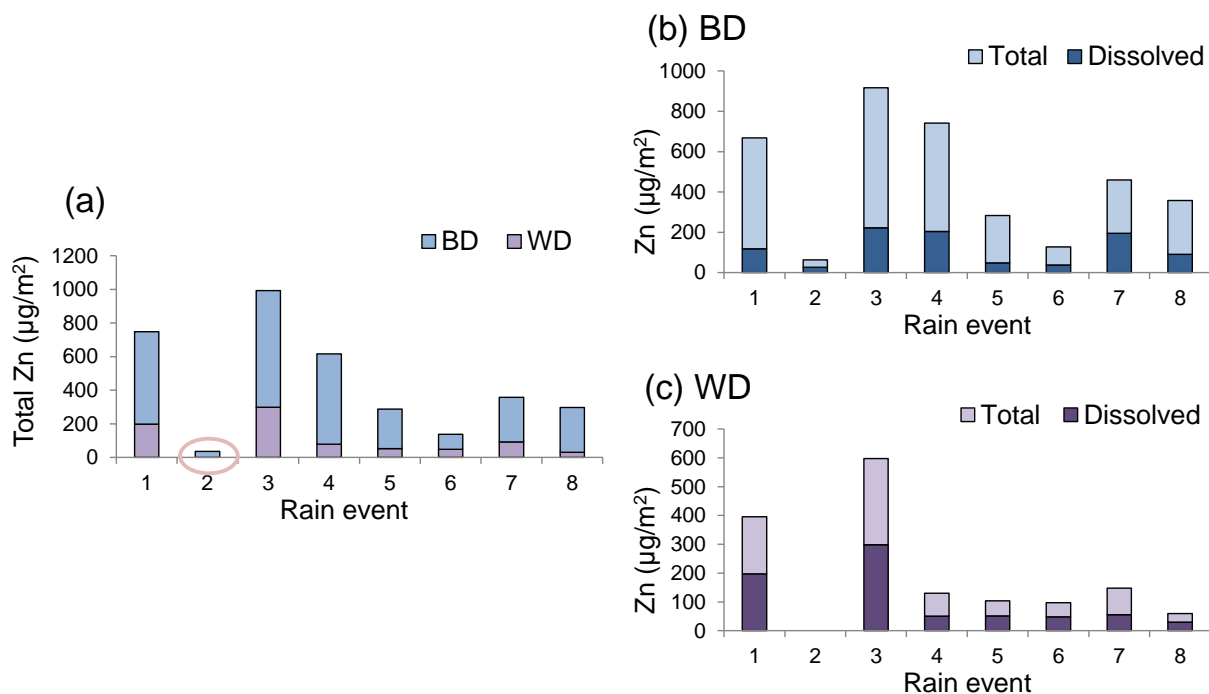 (a)
BD WD
Total Zn (µg/m²)
1200
1000
800
600
400
200
0
1 2 3 4 5 6 7 8
Rain event
(b) BD
Total Dissolved
Zn (µg/m²)
1000
800
600
400
200
0
1 2 3 4 5 6 7 8
Rain event
(c) WD
Total Dissolved
Zn (µg/m²)
700
600
500
400
300
200
100
0
1 2 3 4 5 6 7 8
Rain event